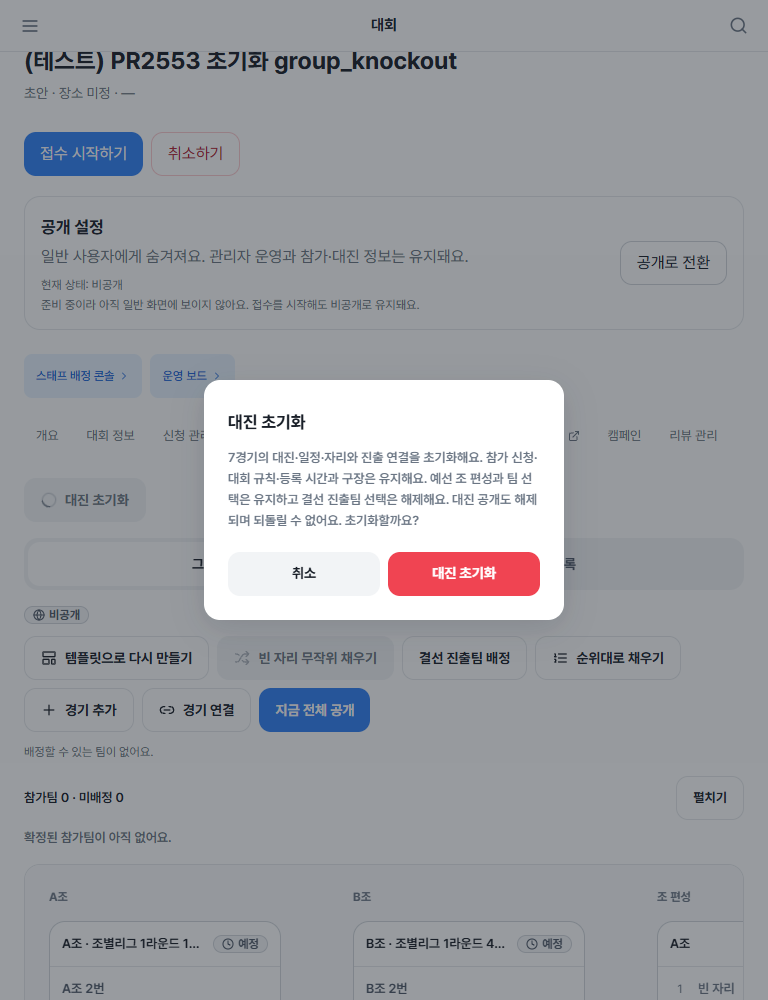 대회
(테스트) PR2553 초기화 group_knockout
초안 · 장소 미정 · —
접수 시작하기
취소하기
공개 설정
일반 사용자에게 숨겨져요. 관리자 운영과 참가·대진 정보는 유지돼요.
현재 상태: 비공개
준비 중이라 아직 일반 화면에 보이지 않아요. 접수를 시작해도 비공개로 유지돼요.
공개로 전환
스태프 배정 콘솔
운영 보드
개요
대회 정보
신청 관
캠페인
리뷰 관리
대진 초기화
7경기의 대진·일정·자리와 진출 연결을 초기화해요. 참가 신청·
대회 규칙·등록 시간과 구장은 유지해요. 예선 조 편성과 팀 선
택은 유지하고 결선 진출팀 선택은 해제해요. 대진 공개도 해제
되며 되돌릴 수 없어요. 초기화할까요?
취소
대진 초기화
대진 초기화
그
록
비공개
템플릿으로 다시 만들기
빈 자리 무작위 채우기
결선 진출팀 배정
순위대로 채우기
경기 추가
경기 연결
지금 전체 공개
배정할 수 있는 팀이 없어요.
참가팀 0 · 미배정 0
펼치기
확정된 참가팀이 아직 없어요.
A조
B조
조 편성
A조 · 조별리그 1라운드 1...
예정
B조 · 조별리그 1라운드 4...
예정
A조
A조 2번
B조 2번
1 빈 자리